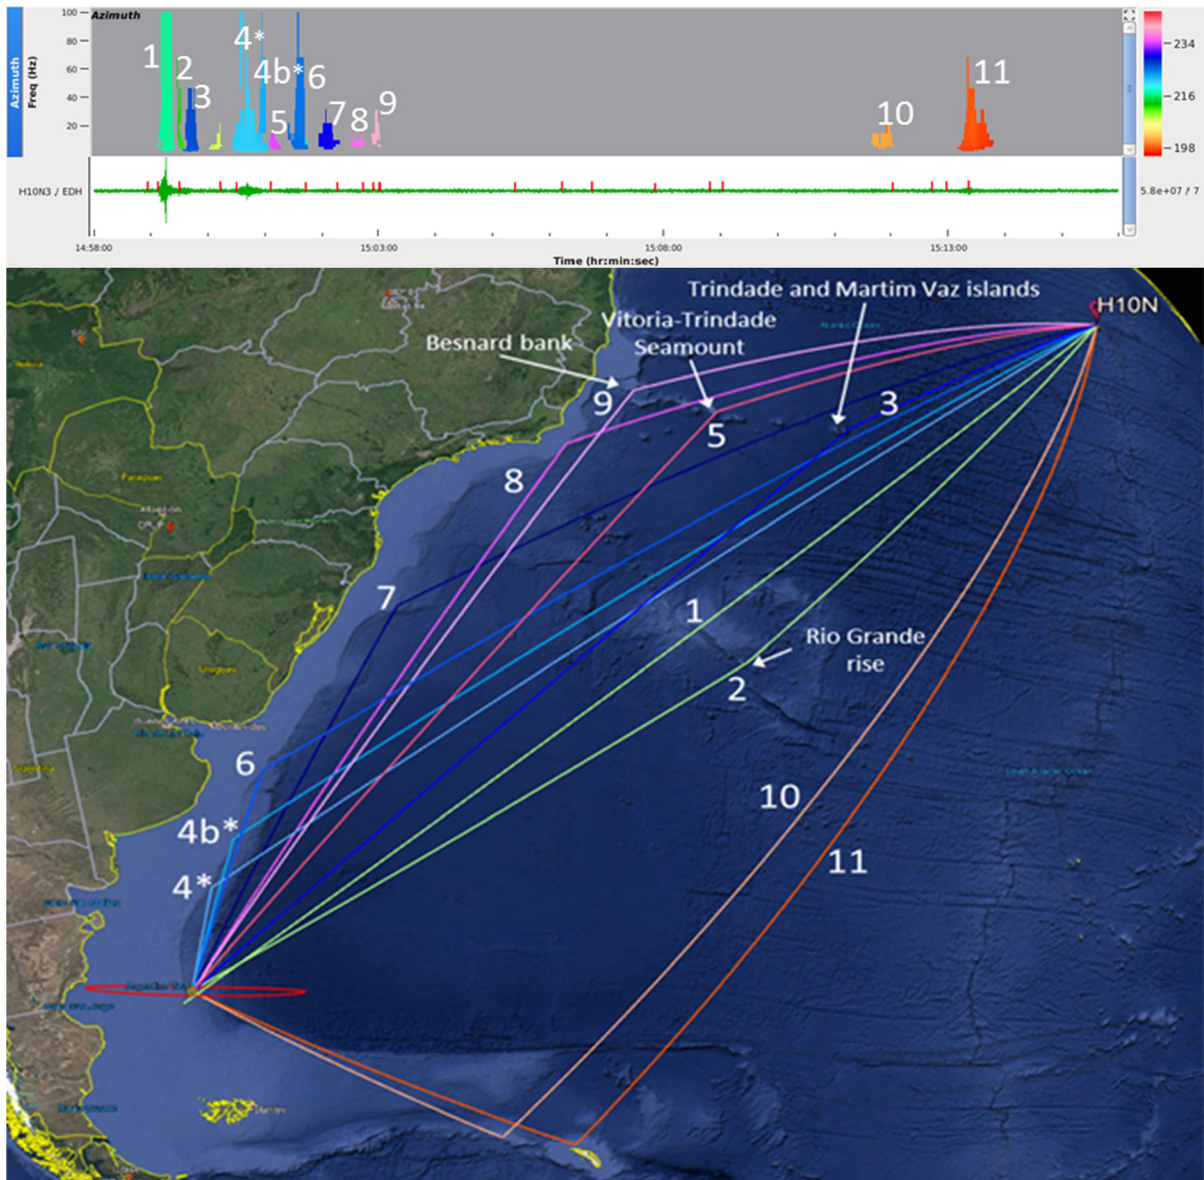 Azimuth
Azimuth
Freq (Hz)
100
80
60
40
20
1
2
3
4*
4b*
5
6
7
8
9
10
11
234
216
198
H10N3 / EDH
5.8e+07 / 7
14:58:00
15:03:00
15:08:00
15:13:00
Time (hr:min:sec)
Trindade and Martim Vaz islands
H10N
Vitoria-Trindade
Seamount
Besnard bank
9
3
5
8
7
1
Rio Grande
rise
2
6
10
4b*
11
4*
Paraguay
Uruguay